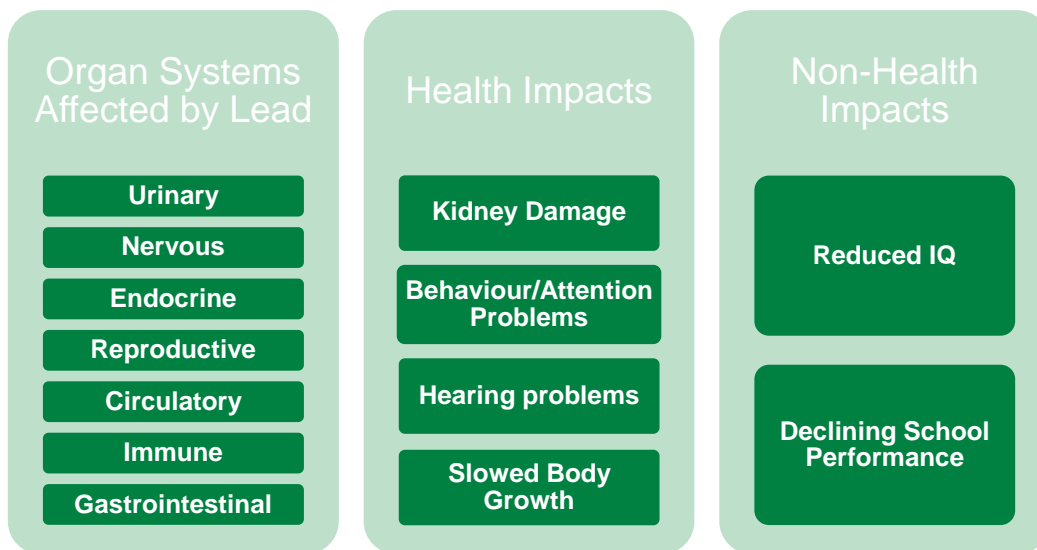 Organ Systems
Affected by Lead
Urinary
Nervous
Endocrine
Reproductive
Circulatory
Immune
Gastrointestinal
Health Impacts
Kidney Damage
Behaviour/Attention
Problems
Hearing problems
Slowed Body
Growth
Non-Health
Impacts
Reduced IQ
Declining School
Performance